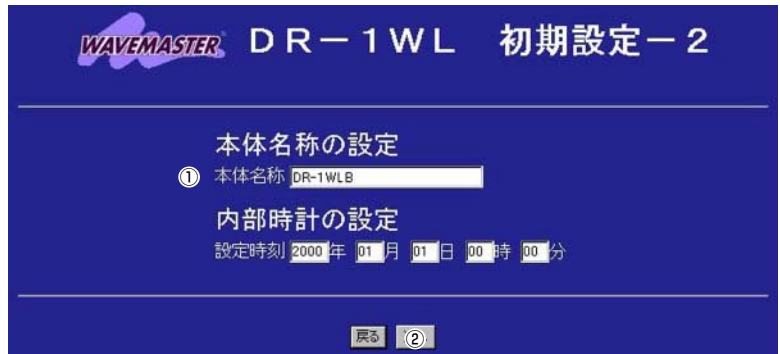 WAVEMASTER DR－1WL 初期設定－2
本体名称の設定
① 本体名称 DR-1WLB
内部時計の設定
設定時刻 2000 年 01 月 01 日 00 時 00 分
戻る ②